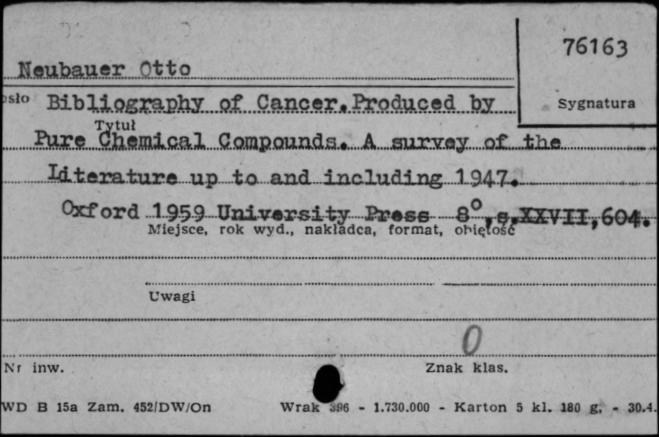 76163
Neubauer Otto
Sygnatura
osło Bibliography of Cancer.Produced by
Tytuł
Pure Chemical Compounds. A survey of the
Literature up to and including 1947.
Oxford 1959 University Press 8°,s.XXVII,604.
Miejsce, rok wyd., nakładca, format, objętość
Uwagi
0
Nr inw.
Znak klas.
WD B 15a Zam. 452/DW/On Wrak 396 - 1.730.000 - Karton 5 kl. 180 g. - 30.4.